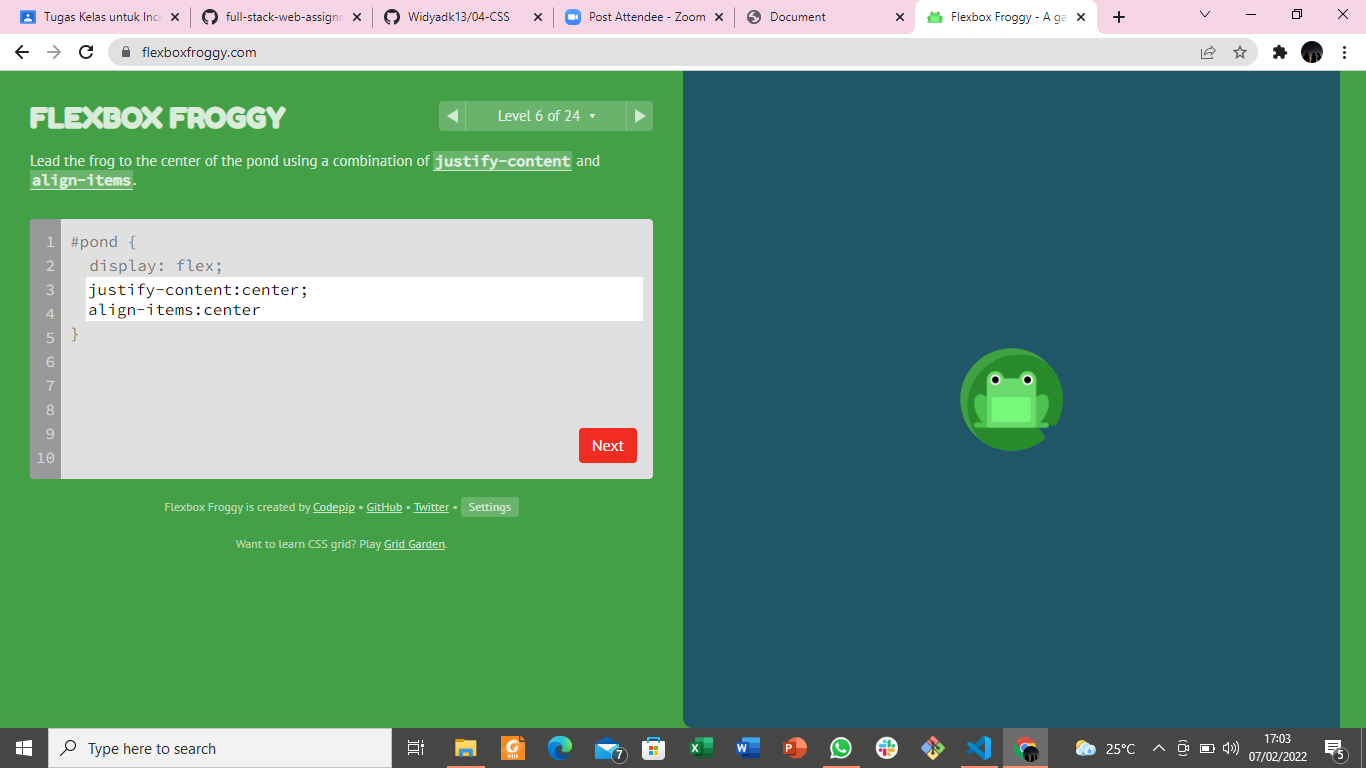 Tugas Kelas untuk Incr
full-stack-web-assignm
Widyadk13/04-CSS
Post Attendee - Zoom
Document
Flexbox Froggy - A ga
flexboxfroggy.com
FLEXBOX FROGGY
Level 6 of 24
Lead the frog to the center of the pond using a combination of justify-content and
align-items.
1 #pond {
2 display: flex;
3 justify-content:center;
4 align-items:center
5 }
6
7
8
9
10
Next
Flexbox Froggy is created by Codepip • GitHub • Twitter • Settings
Want to learn CSS grid? Play Grid Garden.
Type here to search
7
25°C
17:03
07/02/2022
5